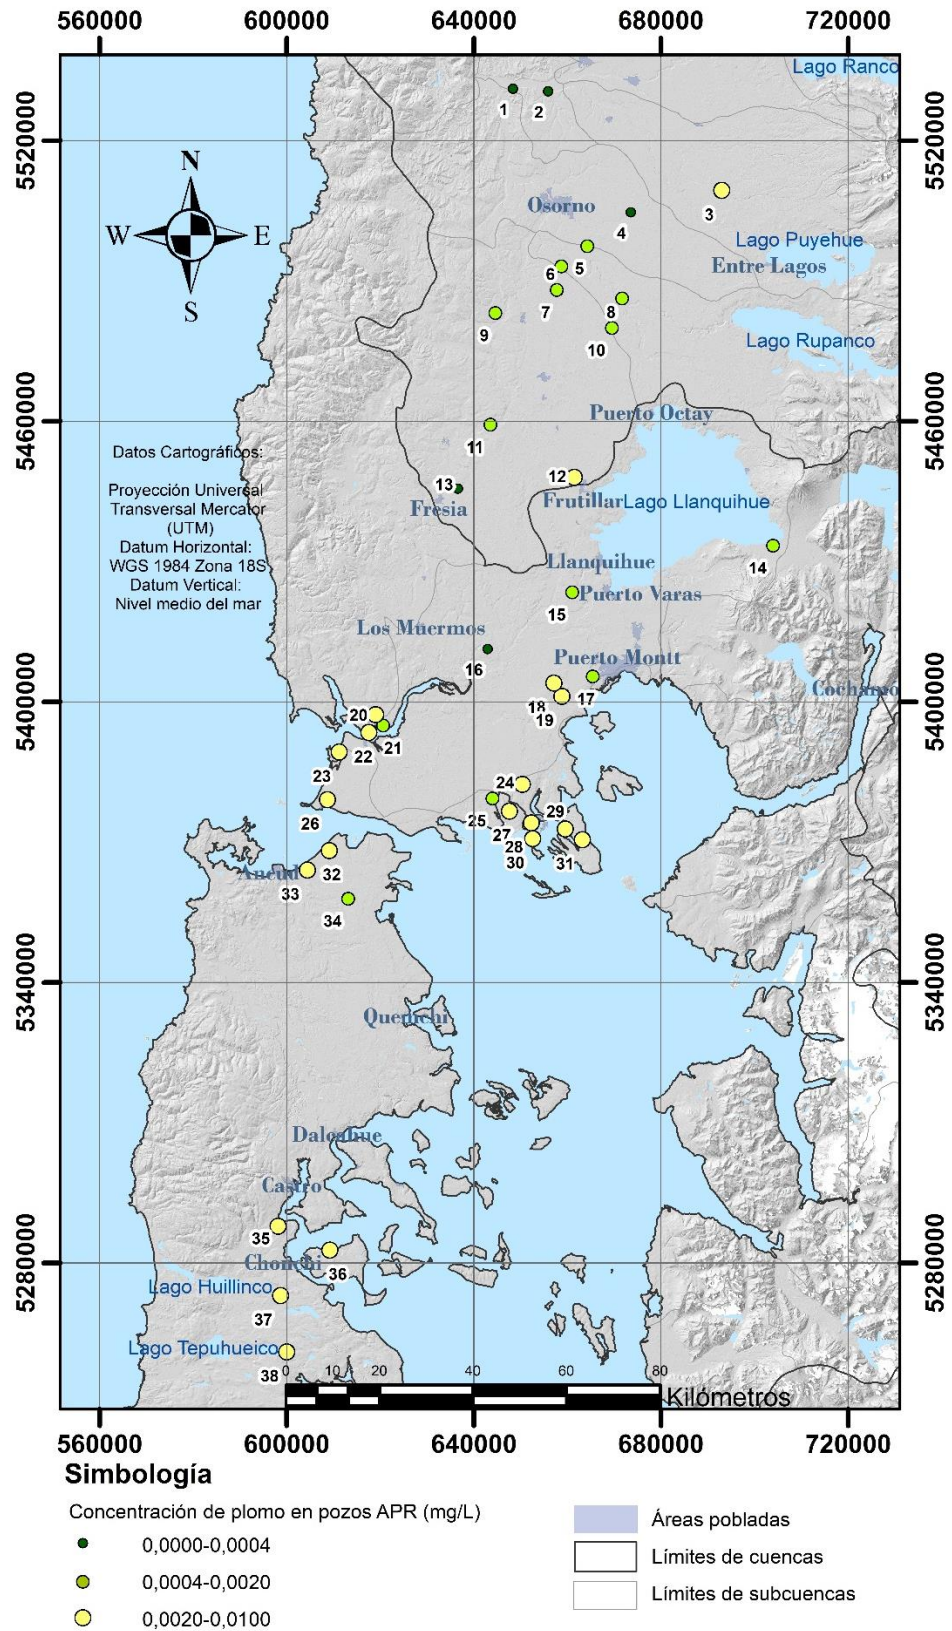 560000 600000 640000 680000 720000
Lago Ranco
1 2
5520000 5520000
N
W E
S
3
Osorno
4
Lago Puyehue
Entre Lagos
6 5
7 8
9
10
Lago Rupanco
Puerto Octay
5460000 5460000
11
Datos Cartográficos:
Proyección Universal
Transversal Mercator
(UTM)
Datum Horizontal:
WGS 1984 Zona 18S
Datum Vertical:
Nivel medio del mar
12
13
Fresia
Frutillar Lago Llanquihue
14
Llanquihue
15 Puerto Varas
Los Muermos
16
Puerto Montt
17
Cochamo
5400000 5400000
18
19
20
21
22
23
24
25
26
27
28
29
30
31
32
Ancud
33
34
5340000 5340000
Quemchi
Dalcahue
Castro
35
36
Chonchi
5280000 5280000
Lago Huillinco
37
Lago Tepuhueico
38
0 10 20 40 60 80
Kilómetros
560000 600000 640000 680000 720000
Simbología
Concentración de plomo en pozos APR (mg/L)
0,0000-0,0004
0,0004-0,0020
0,0020-0,0100
Áreas pobladas
Límites de cuencas
Límites de subcuencas